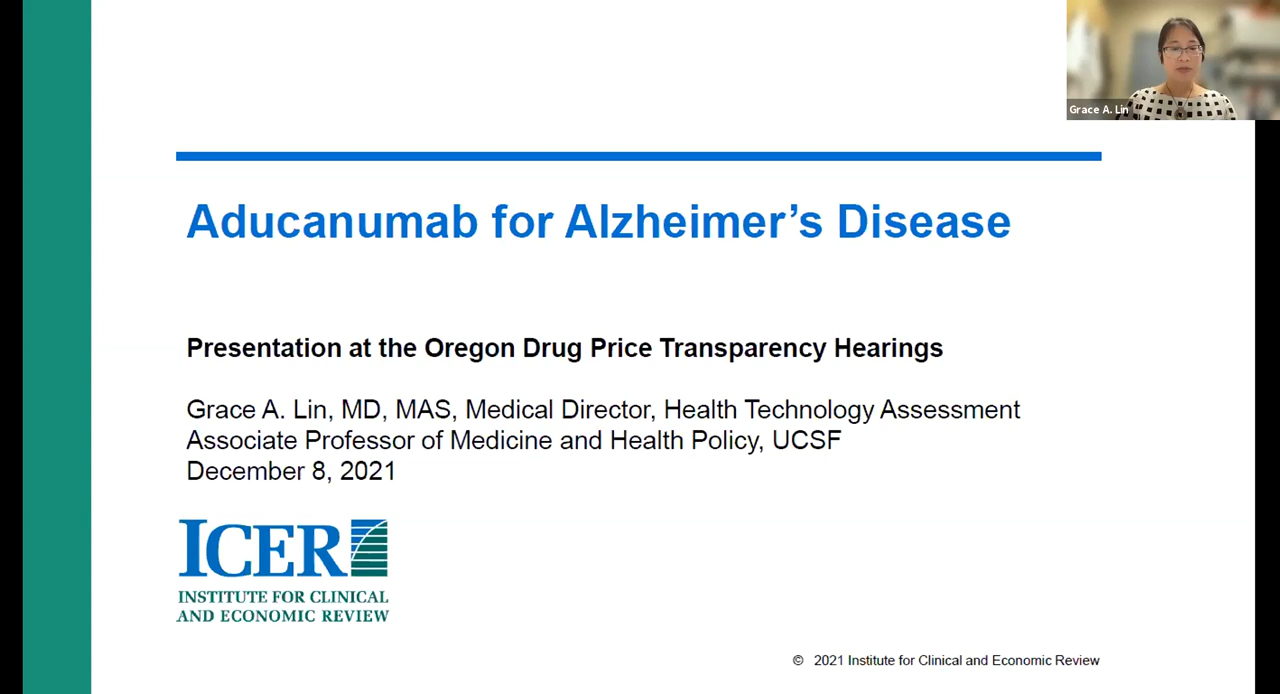 Grace A. Lin
Aducanumab for Alzheimer’s Disease
Presentation at the Oregon Drug Price Transparency Hearings
Grace A. Lin, MD, MAS, Medical Director, Health Technology Assessment
Associate Professor of Medicine and Health Policy, UCSF
December 8, 2021
ICER
INSTITUTE FOR CLINICAL
AND ECONOMIC REVIEW
© 2021 Institute for Clinical and Economic Review